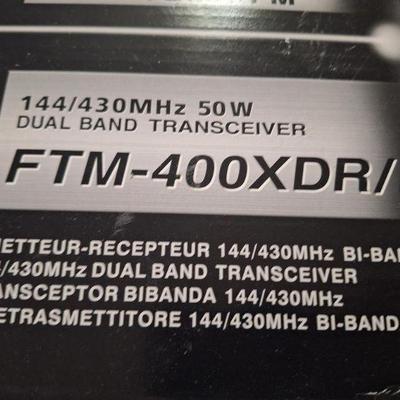 144/430MHz 50W
DUAL BAND TRANSCEIVER
FTM-400XDR/
METTEUR-RECEPTEUR 144/430MHz BI-BAN
/430MHz DUAL BAND TRANSCEIVER
ANSCEPTOR BIBANDA 144/430MHz
ETRASMETTITORE 144/430MHz BI-BANDA